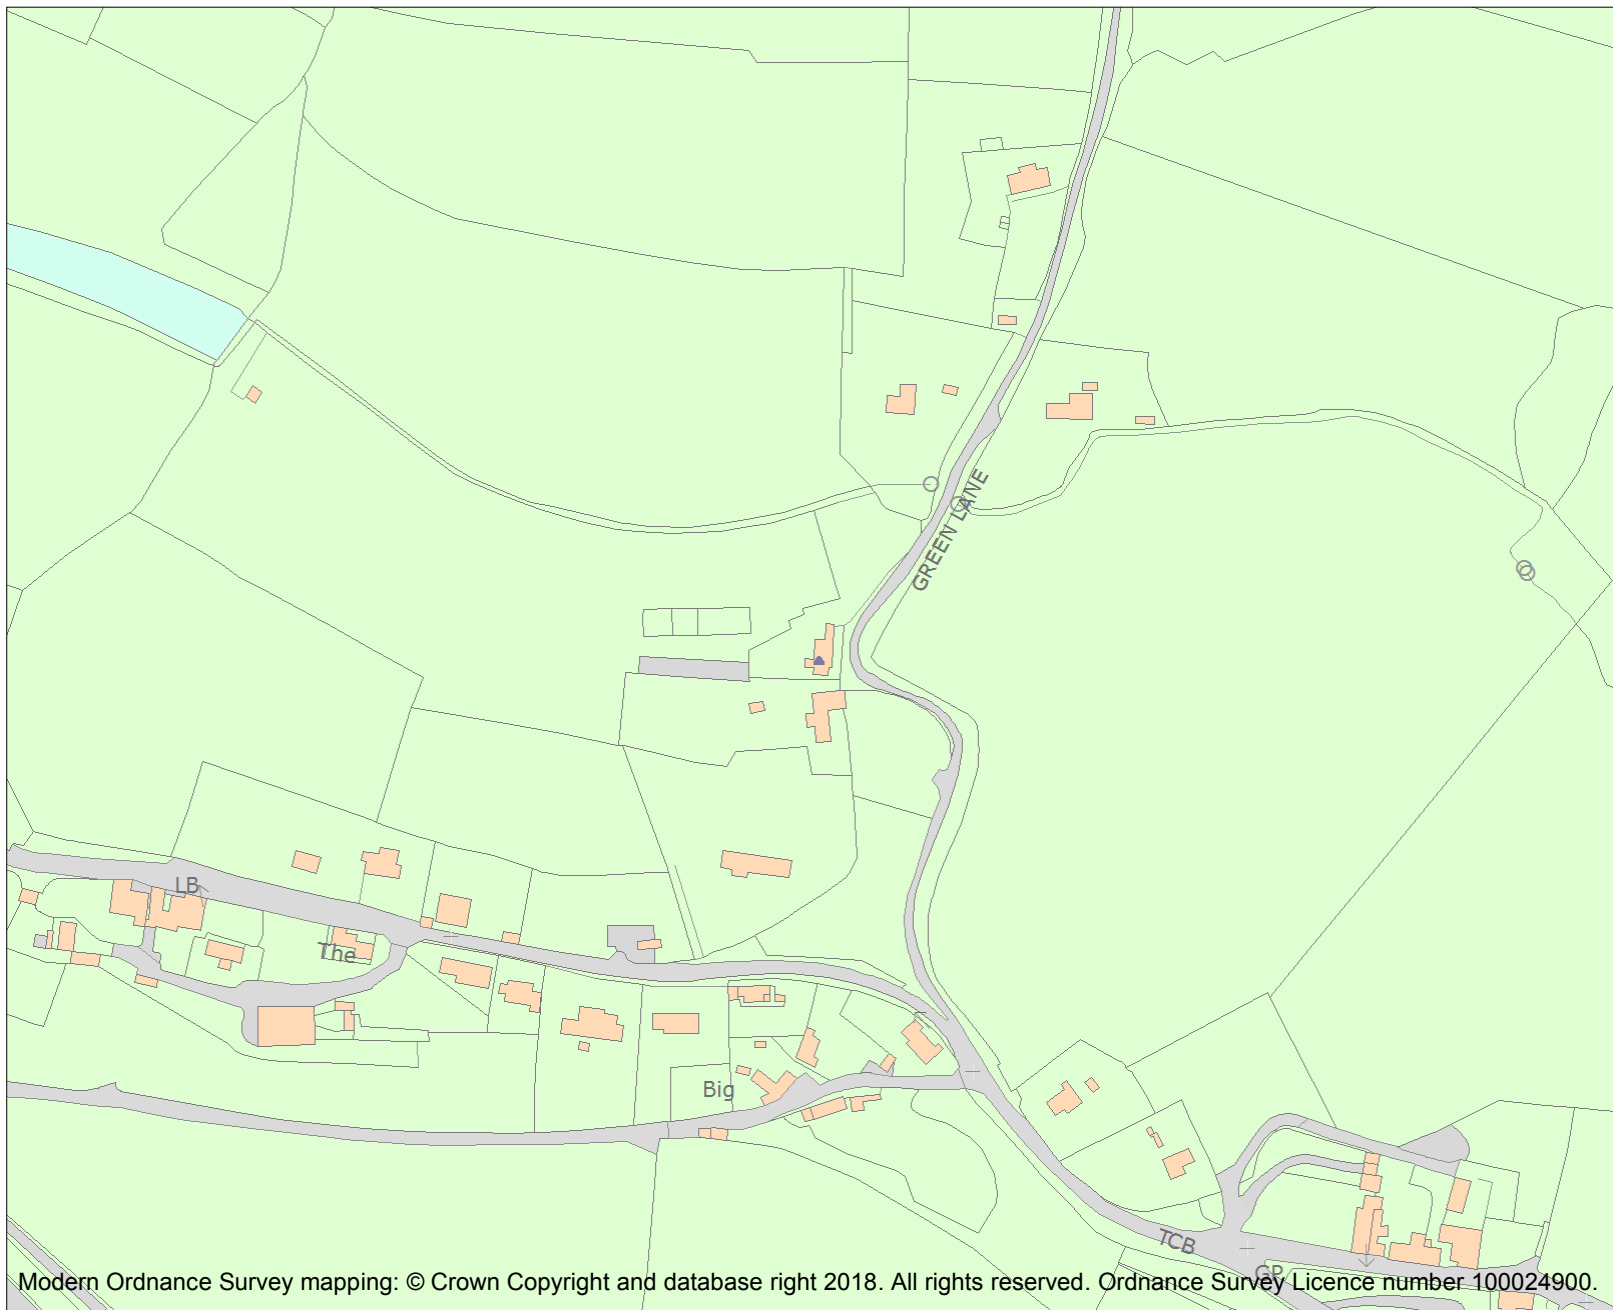 GREEN LANE
LB
The
Big
TCB
GP
Modern Ordnance Survey mapping: © Crown Copyright and database right 2018. All rights reserved. Ordnance Survey Licence number 100024900.